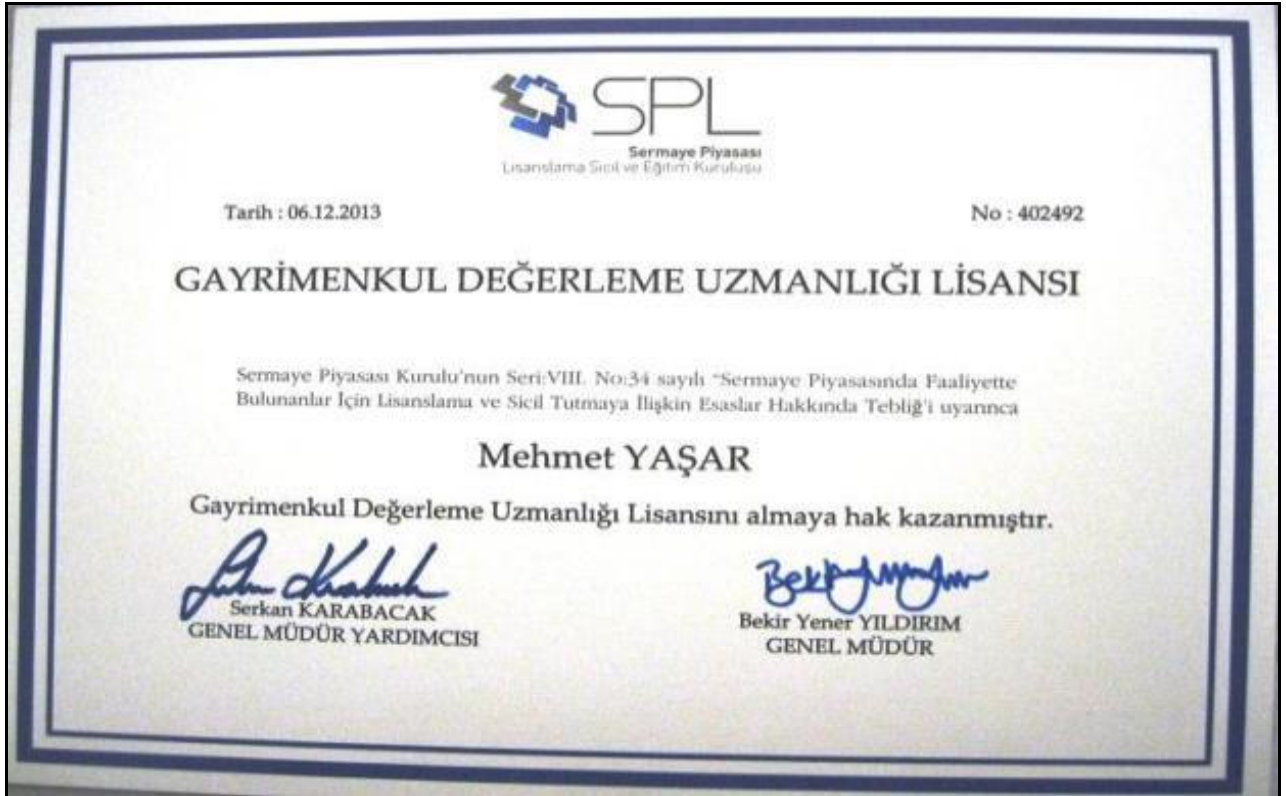 SPL
Sermaye Piyasası
Lisanslama Sicil ve Eğitim Kuruluşu
Tarih : 06.12.2013
No : 402492
GAYRİMENKUL DEĞERLEME UZMANLIĞI LİSANSI
Sermaye Piyasası Kurulu'nun Seri:VIII. No:34 sayılı "Sermaye Piyasasında Faaliyette
Bulunanlar İçin Lisanslama ve Sicil Tutmaya İlişkin Esaslar Hakkında Tebliğ'i uyarınca
Mehmet YAŞAR
Gayrimenkul Değerleme Uzmanlığı Lisansını almaya hak kazanmıştır.
Serkan KARABACAK
GENEL MÜDÜR YARDIMCISI
Bekir Yener YILDIRIM
GENEL MÜDÜR